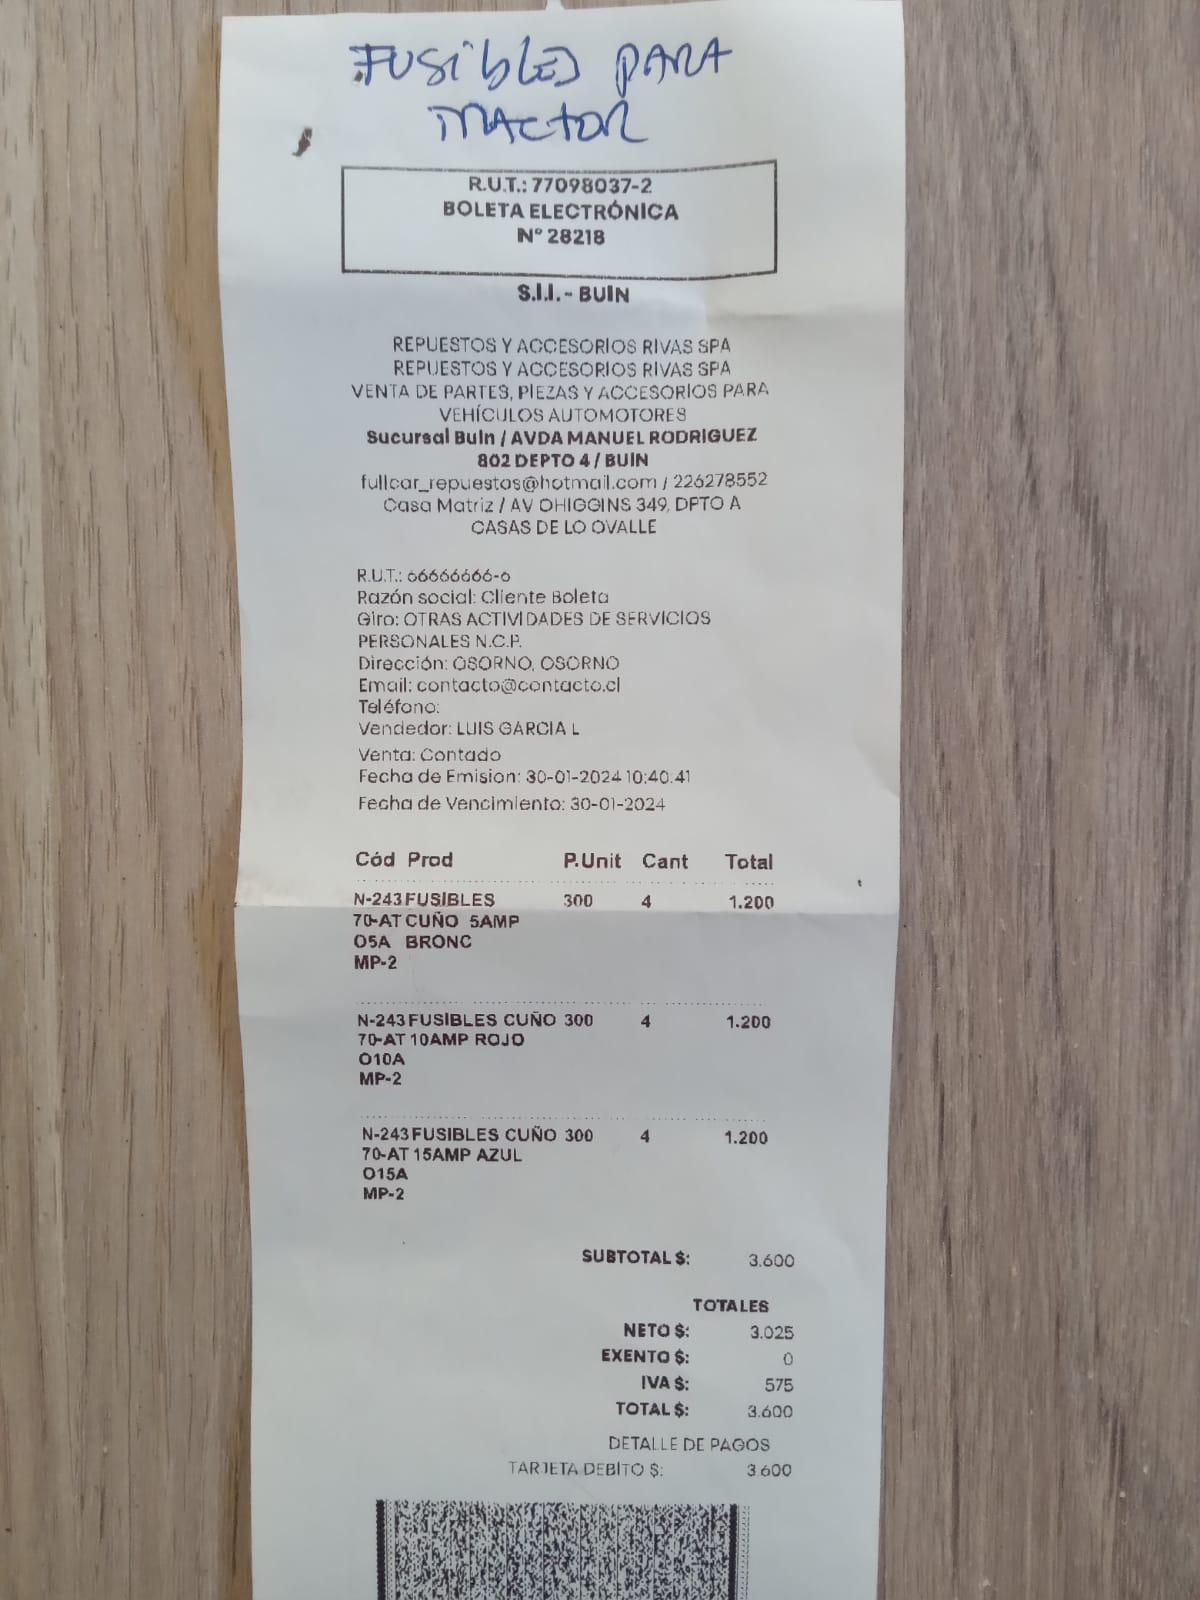 FUSIBLES PARA
TRACTOR
R.U.T.: 77098037-2
BOLETA ELECTRÓNICA
N° 28218
S.I.I. - BUIN
REPUESTOS Y ACCESORIOS RIVAS SPA
REPUESTOS Y ACCESORIOS RIVAS SPA
VENTA DE PARTES, PIEZAS Y ACCESORIOS PARA
VEHÍCULOS AUTOMOTORES
Sucursal Buin / AVDA MANUEL RODRIGUEZ
802 DEPTO 4 / BUIN
fullcar_repuestos@hotmail.com / 226278552
Casa Matriz / AV OHIGGINS 349, DPTO A
CASAS DE LO OVALLE
R.U.T.: 66666666-6
Razón social: Cliente Boleta
Giro: OTRAS ACTIVIDADES DE SERVICIOS
PERSONALES N.C.P.
Dirección: OSORNO, OSORNO
Email: contacto@contacto.cl
Teléfono:
Vendedor: LUIS GARCIA L
Venta: Contado
Fecha de Emision: 30-01-2024 10:40:41
Fecha de Vencimiento: 30-01-2024
Cód Prod P.Unit Cant Total
N-243 FUSIBLES 300 4 1.200
70-AT CUÑO 5AMP
O5A BRONC
MP-2
N-243 FUSIBLES CUÑO 300 4 1.200
70-AT 10AMP ROJO
O10A
MP-2
N-243 FUSIBLES CUÑO 300 4 1.200
70-AT 15AMP AZUL
O15A
MP-2
SUBTOTAL $: 3.600
TOTALES
NETO $: 3.025
EXENTO $: 0
IVA $: 575
TOTAL $: 3.600
DETALLE DE PAGOS
TARJETA DEBITO $: 3.600